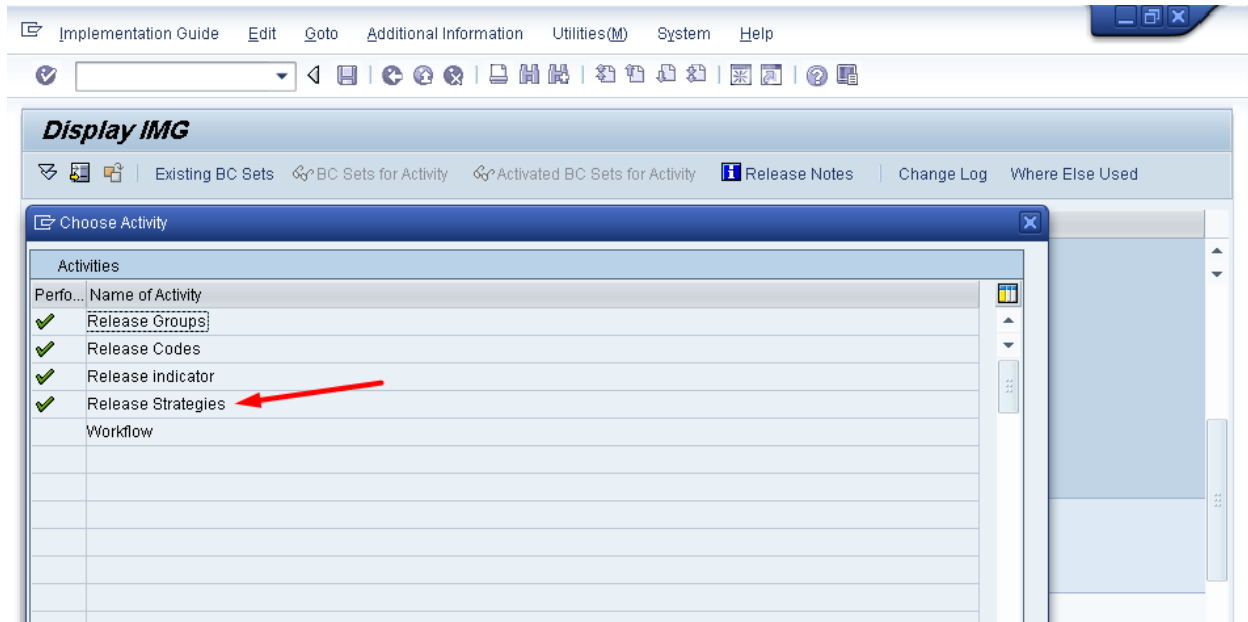 Implementation Guide Edit Goto Additional Information Utilities(M) System Help
Display IMG
Existing BC Sets BC Sets for Activity Activated BC Sets for Activity Release Notes Change Log Where Else Used
Choose Activity
Activities
Perfo... Name of Activity
Release Groups
Release Codes
Release indicator
Release Strategies
Workflow